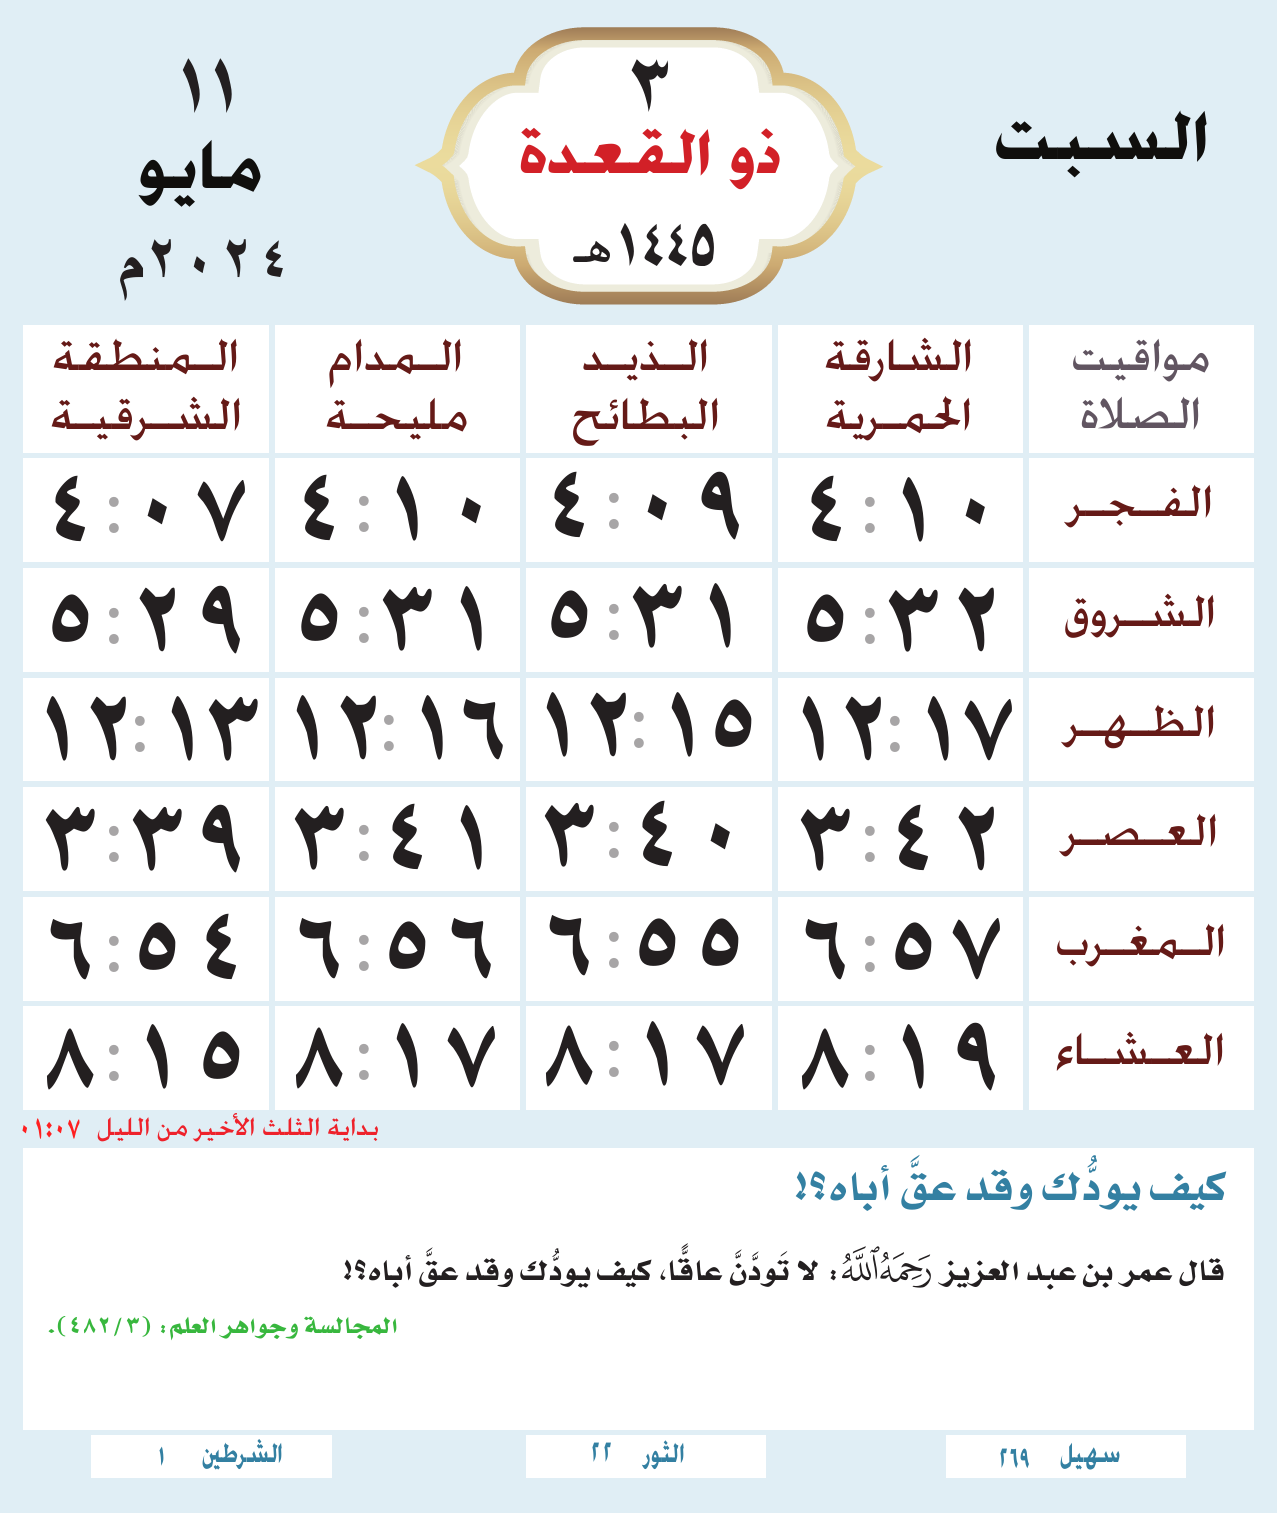 السبت
٣
ذو القعدة
١٤٤٥هـ
١١
مايو
٢٠٢٤م
مواقيت الصلاة
الشارقة الحمرية
الذيد البطائح
المدام مليحة
المنطقة الشرقية
الفجر ٤:١٠ ٤:٠٩ ٤:١٠ ٤:٠٧
الشروق ٥:٣٢ ٥:٣١ ٥:٣١ ٥:٢٩
الظهر ١٢:١٧ ١٢:١٥ ١٢:١٦ ١٢:١٣
العصر ٣:٤٢ ٣:٤٠ ٣:٤١ ٣:٣٩
المغرب ٦:٥٧ ٦:٥٥ ٦:٥٦ ٦:٥٤
العشاء ٨:١٩ ٨:١٧ ٨:١٧ ٨:١٥
بداية الثلث الأخير من الليل ٠١:٠٧
كيف يودُّك وقد عقَّ أباه؟!
قال عمر بن عبد العزيز رَحِمَهُ ٱللَّهُ: لا تَودَّنَّ عاقًّا، كيف يودُّك وقد عقَّ أباه؟!
المجالسة وجواهر العلم: (٤٨٢/٣).
سهيل ٢٦٩
الثور ٢٢
الشرطين ١